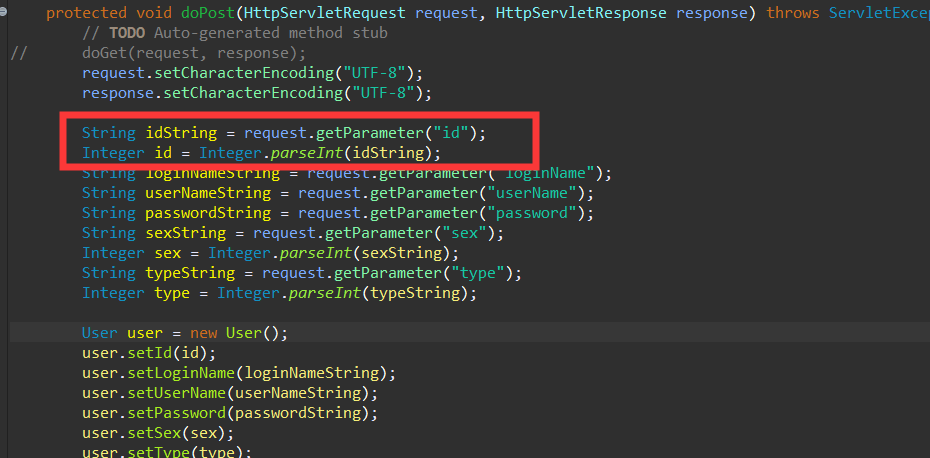 protected void doPost(HttpServletRequest request, HttpServletResponse response) throws ServletExcep
// TODO Auto-generated method stub
// doGet(request, response);
request.setCharacterEncoding("UTF-8");
response.setCharacterEncoding("UTF-8");
String idString = request.getParameter("id");
Integer id = Integer.parseInt(idString);
String loginNameString = request.getParameter("loginName");
String userNameString = request.getParameter("userName");
String passwordString = request.getParameter("password");
String sexString = request.getParameter("sex");
Integer sex = Integer.parseInt(sexString);
String typeString = request.getParameter("type");
Integer type = Integer.parseInt(typeString);
User user = new User();
user.setId(id);
user.setLoginName(loginNameString);
user.setUserName(userNameString);
user.setPassword(passwordString);
user.setSex(sex);
user.setType(type);